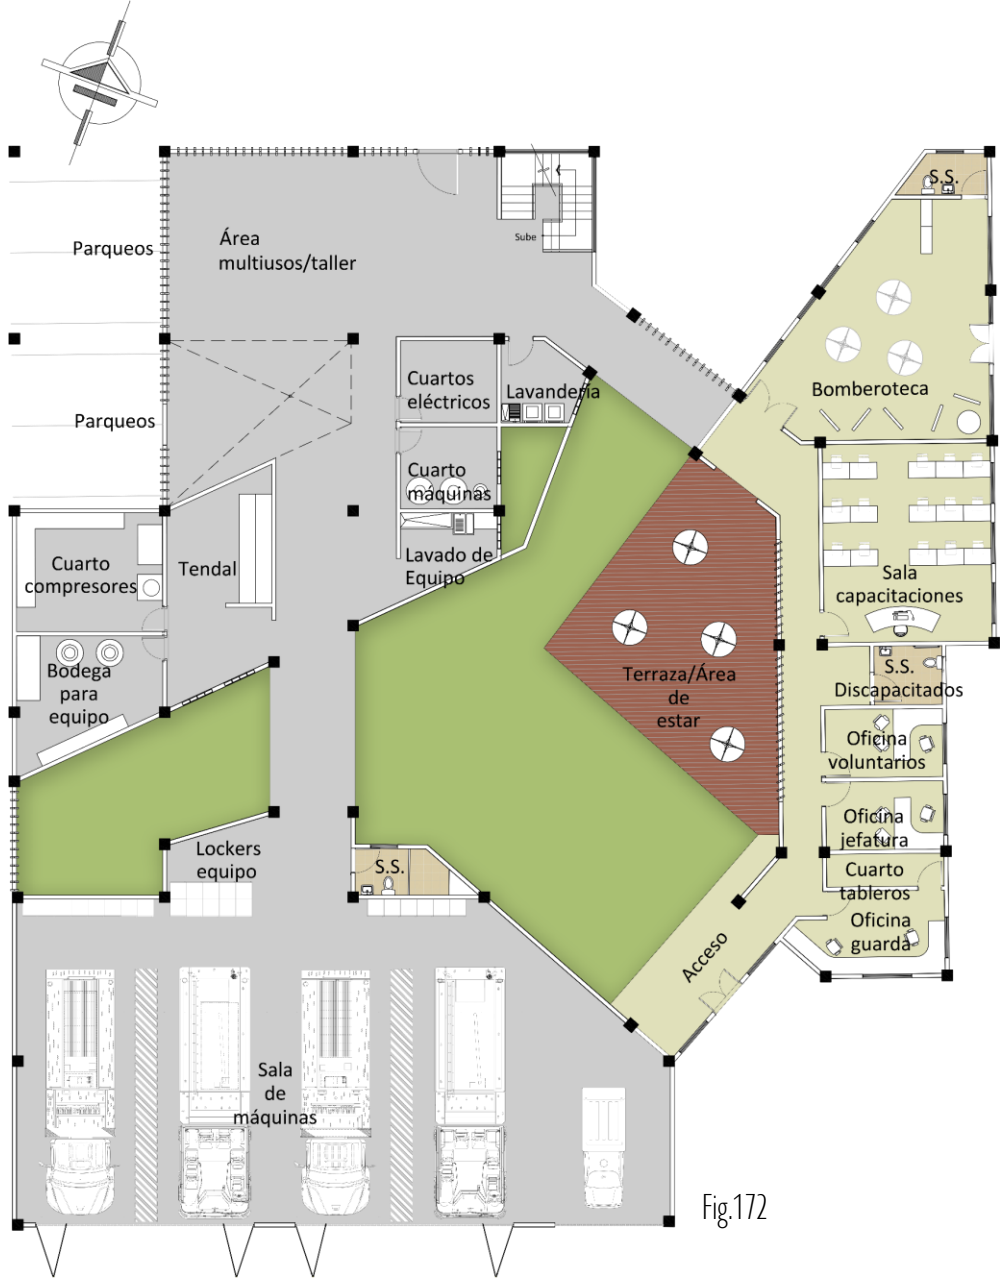 S.S.
Parqueos
Área
multiusos/taller
Sube
Cuartos
eléctricos
Lavandería
Bomberoteca
Parqueos
Cuarto
máquinas
Cuarto
compresores
Tendal
Lavado de
Equipo
Sala
capacitaciones
Bodega
para
equipo
Terraza/Área
de
estar
S.S.
Discapacitados
Oficina
voluntarios
Oficina
jefatura
Lockers
equipo
S.S.
Cuarto
tableros
Oficina
guarda
Acceso
Sala
de
máquinas
Fig.172